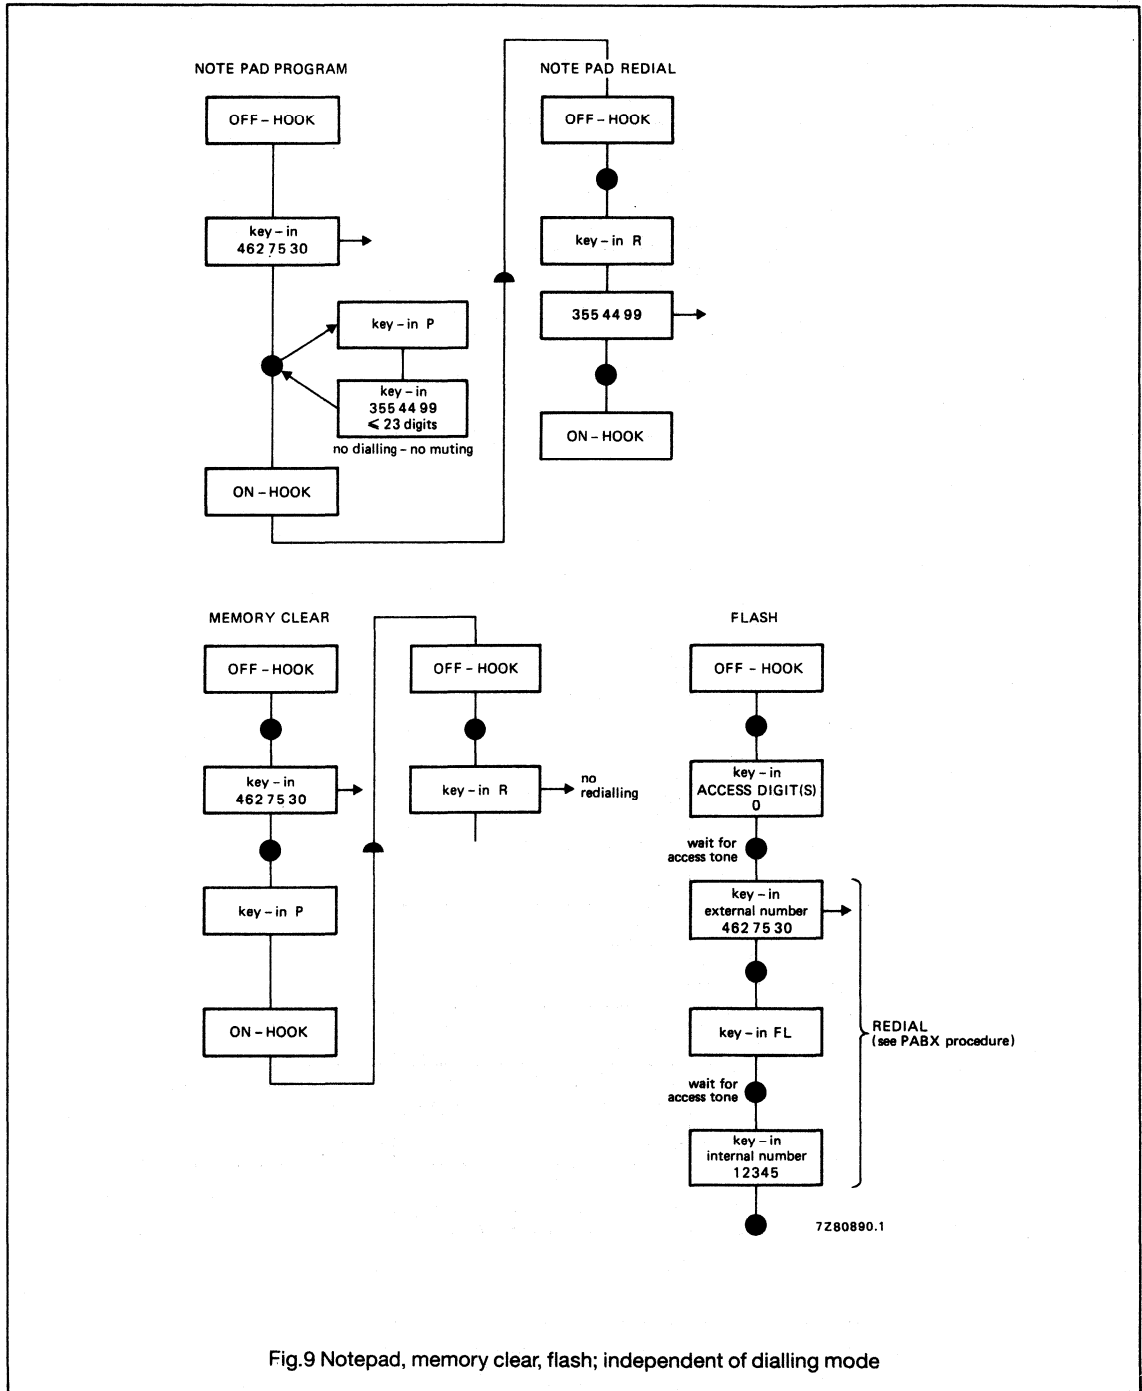 NOTE PAD PROGRAM
OFF – HOOK
key – in
462 75 30
key – in P
key – in
355 44 99
⩽ 23 digits
no dialling – no muting
ON – HOOK
NOTE PAD REDIAL
OFF – HOOK
key – in R
355 44 99
ON – HOOK
MEMORY CLEAR
OFF – HOOK
key – in
462 75 30
key – in P
ON – HOOK
OFF – HOOK
key – in R
no
redialling
FLASH
OFF – HOOK
key – in
ACCESS DIGIT(S)
0
wait for
access tone
key – in
external number
462 75 30
key – in FL
wait for
access tone
key – in
internal number
12345
REDIAL
(see PABX procedure)
7Z80890.1
Fig.9 Notepad, memory clear, flash; independent of dialling mode